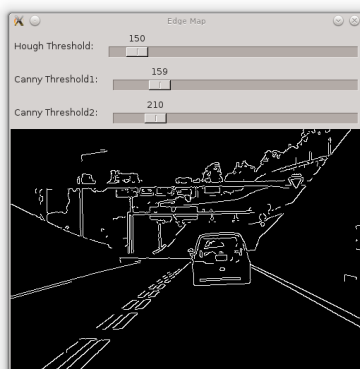 Edge Map
150
Hough Threshold:
159
Canny Threshold1:
210
Canny Threshold2: